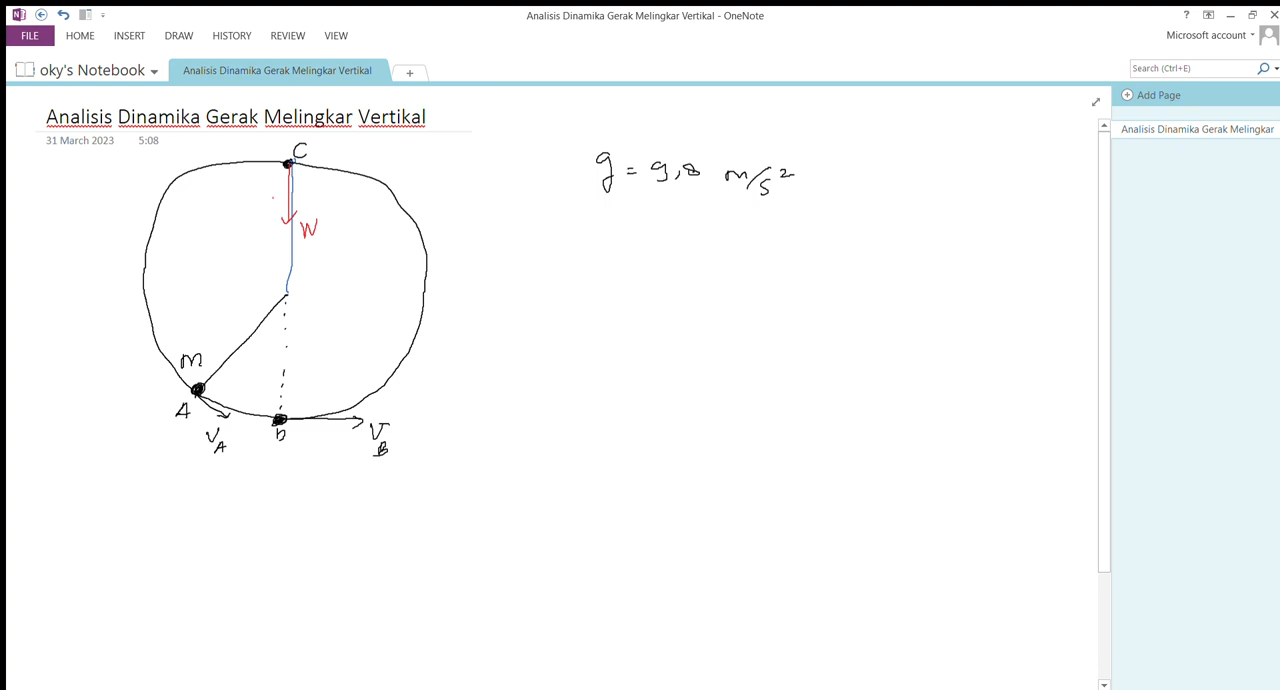 Analisis Dinamika Gerak Melingkar Vertikal - OneNote
?
FILE HOME INSERT DRAW HISTORY REVIEW VIEW
Microsoft account
oky's Notebook
Analisis Dinamika Gerak Melingkar Vertikal
+
Search (Ctrl+E)
Add Page
Analisis Dinamika Gerak Melingkar
Analisis Dinamika Gerak Melingkar Vertikal
31 March 2023 5:08
C
g = 9,8 m/s²
W
m
A
V_A
B
V_B